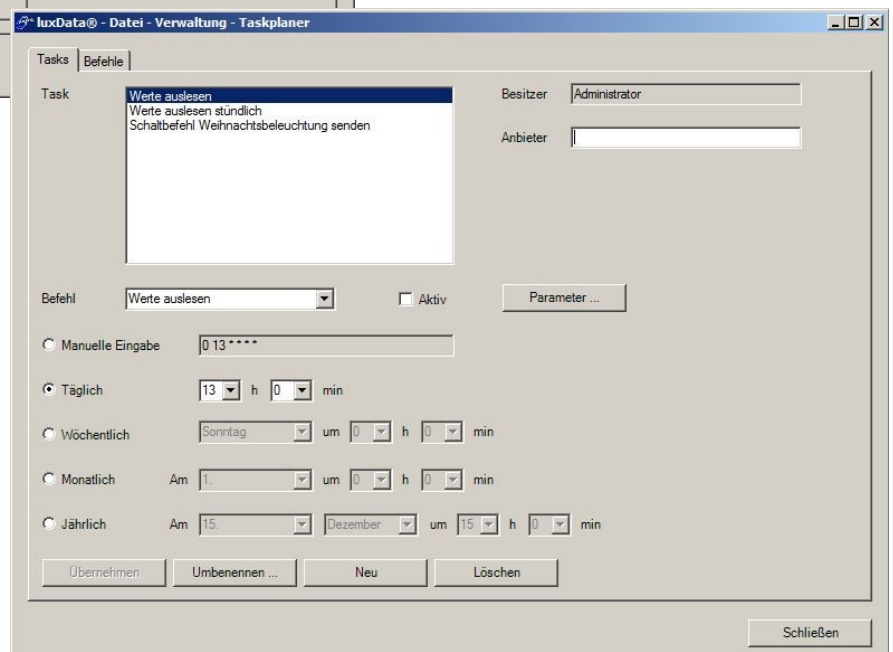 luxData® - Datei - Verwaltung - Taskplaner
Tasks Befehle
Task
Werte auslesen
Werte auslesen stündlich
Schaltbefehl Weihnachtsbeleuchtung senden
Besitzer Administrator
Anbieter
Befehl Werte auslesen Aktiv Parameter ...
Manuelle Eingabe 0 13 * * * *
Täglich 13 h 0 min
Wöchentlich Sonntag um 0 h 0 min
Monatlich Am 1. um 0 h 0 min
Jährlich Am 15. Dezember um 15 h 0 min
Übernehmen Umbenennen ... Neu Löschen
Schließen